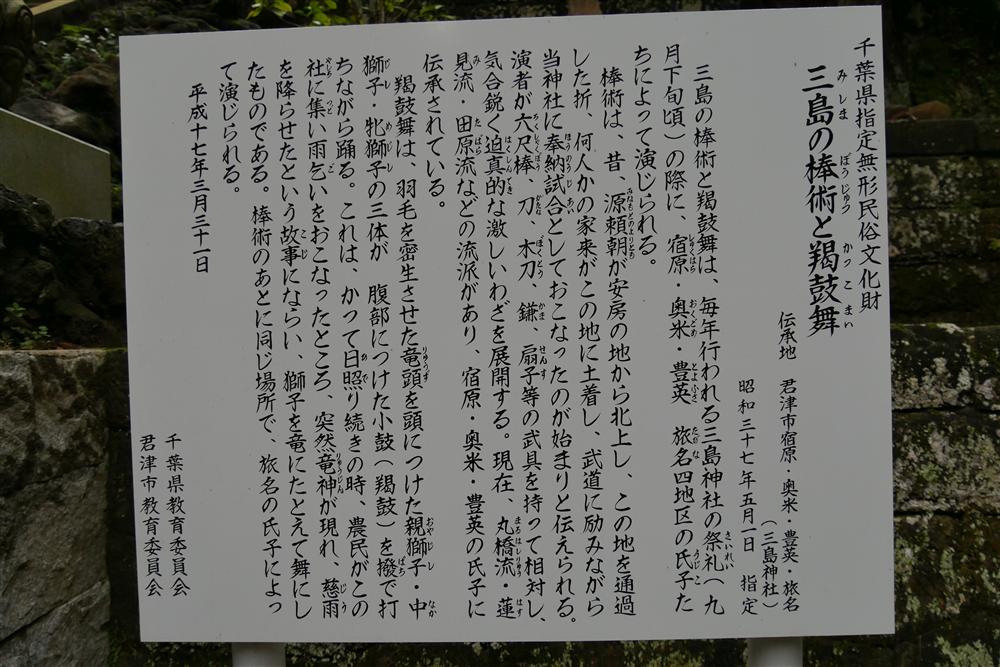 千葉県指定無形民俗文化財
三島の棒術と羯鼓舞
みしま ぼうじゅつ かっこまい
伝承地 君津市宿原・奥米・豊英・旅名
(三島神社)
昭和三十七年五月一日 指定
三島の棒術と羯鼓舞は、毎年行われる三島神社の祭礼(九
月下旬頃)の際に、宿原・奥米・豊英 旅名四地区の氏子た
ちによって演じられる。
棒術は、昔、源頼朝が安房の地から北上し、この地を通過
した折、何人かの家来がこの地に土着し、武道に励みながら
当神社に奉納試合としておこなったのが始まりと伝えられる。
演者が六尺棒、刀、木刀、鎌、扇子等の武具を持って相対し、
気合鋭く迫真的な激しいわざを展開する。現在、丸橋流・蓮
見流・田原流などの流派があり、宿原・奥米・豊英の氏子に
伝承されている。
羯鼓舞は、羽毛を密生させた竜頭を頭につけた親獅子・中
獅子・牝獅子の三体が 腹部につけた小鼓(羯鼓)を撥で打
ちながら踊る。これは、かって日照り続きの時、農民がこの
社に集い雨乞いをおこなったところ、突然竜神が現れ、慈雨
を降らせたという故事にならい、獅子を竜にたとえて舞にし
たものである。棒術のあとに同じ場所で、旅名の氏子によっ
て演じられる。
平成十七年三月三十一日
千葉県教育委員会
君津市教育委員会